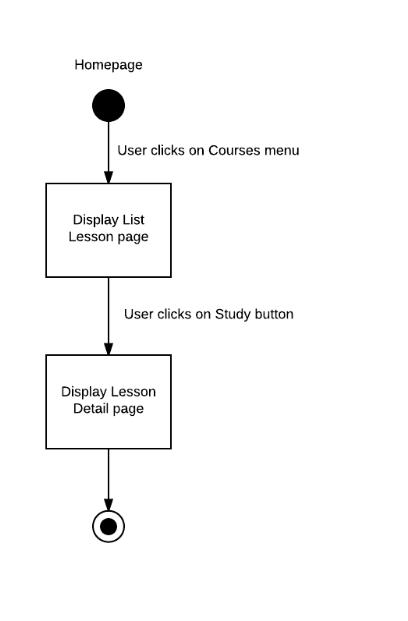 Homepage
User clicks on Courses menu
Display List
Lesson page
User clicks on Study button
Display Lesson
Detail page